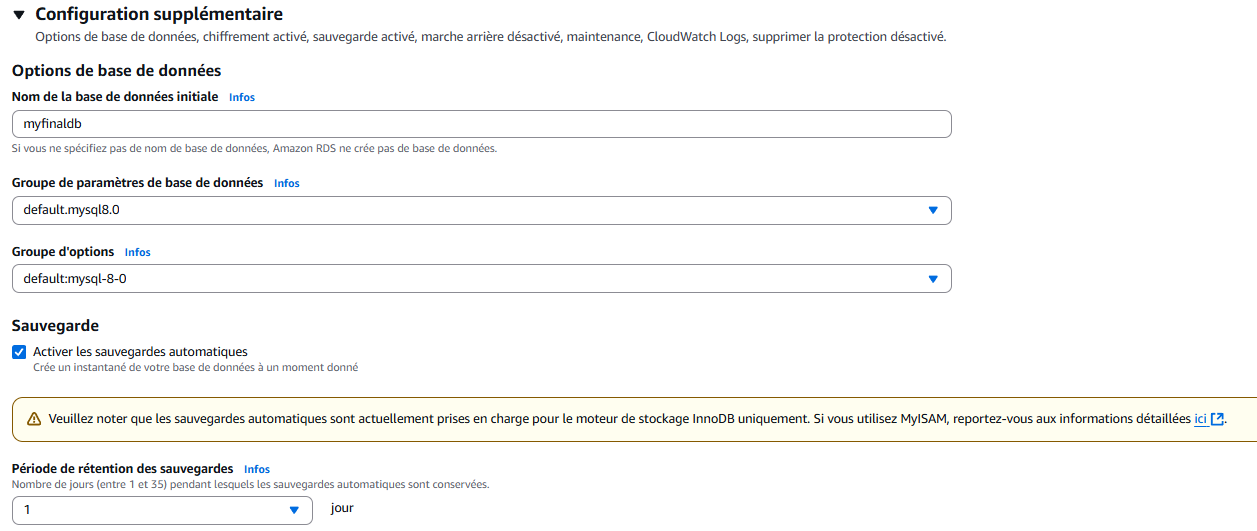 Configuration supplémentaire
Options de base de données, chiffrement activé, sauvegarde activé, marche arrière désactivé, maintenance, CloudWatch Logs, supprimer la protection désactivé.
Options de base de données
Nom de la base de données initiale Infos
myfinaldb
Si vous ne spécifiez pas de nom de base de données, Amazon RDS ne crée pas de base de données.
Groupe de paramètres de base de données Infos
default.mysql8.0
Groupe d'options Infos
default:mysql-8-0
Sauvegarde
Activer les sauvegardes automatiques
Crée un instantané de votre base de données à un moment donné
Veuillez noter que les sauvegardes automatiques sont actuellement prises en charge pour le moteur de stockage InnoDB uniquement. Si vous utilisez MyISAM, reportez-vous aux informations détaillées ici.
Période de rétention des sauvegardes Infos
Nombre de jours (entre 1 et 35) pendant lesquels les sauvegardes automatiques sont conservées.
1 jour